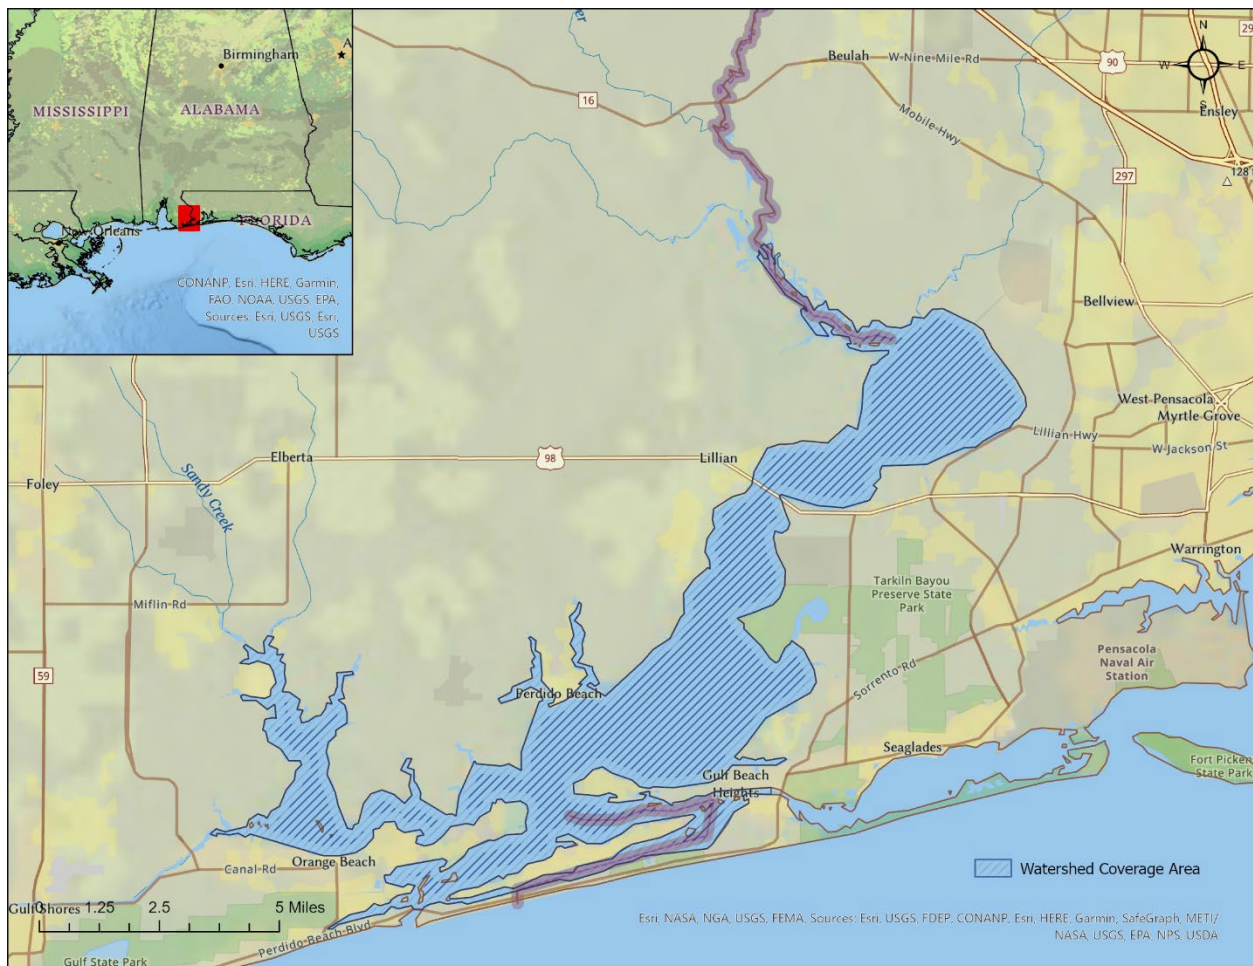 Birmingham
A
MISSISSIPPI
ALABAMA
New Orleans
FLORIDA
CONANP, Esri, HERE, Garmin,
FAO, NOAA, USGS, EPA,
Sources: Esri, USGS, Esri,
USGS
Beulah
W Nine Mile Rd
90
29
N
W
E
S
16
Mobile Hwy
Ensley
297
128
Bellview
West Pensacola
Myrtle Grove
Lillian Hwy
W Jackson St
Elberta
98
Lillian
Foley
Sandy Creek
Warrington
Miflin Rd
Tarkiln Bayou
Preserve State
Park
Pensacola
Naval Air
Station
59
Sorrento Rd
Perdido Beach
Seaglades
Gulf Beach
Heights
Fort Picken
State Park
Orange Beach
Canal Rd
Watershed Coverage Area
Gulf Shores
0 1.25 2.5 5 Miles
Perdido Beach Blvd
Gulf State Park
Esri, NASA, NGA, USGS, FEMA, Sources: Esri, USGS, FDEP, CONANP, Esri, HERE, Garmin, SafeGraph, METI/
NASA, USGS, EPA, NPS, USDA